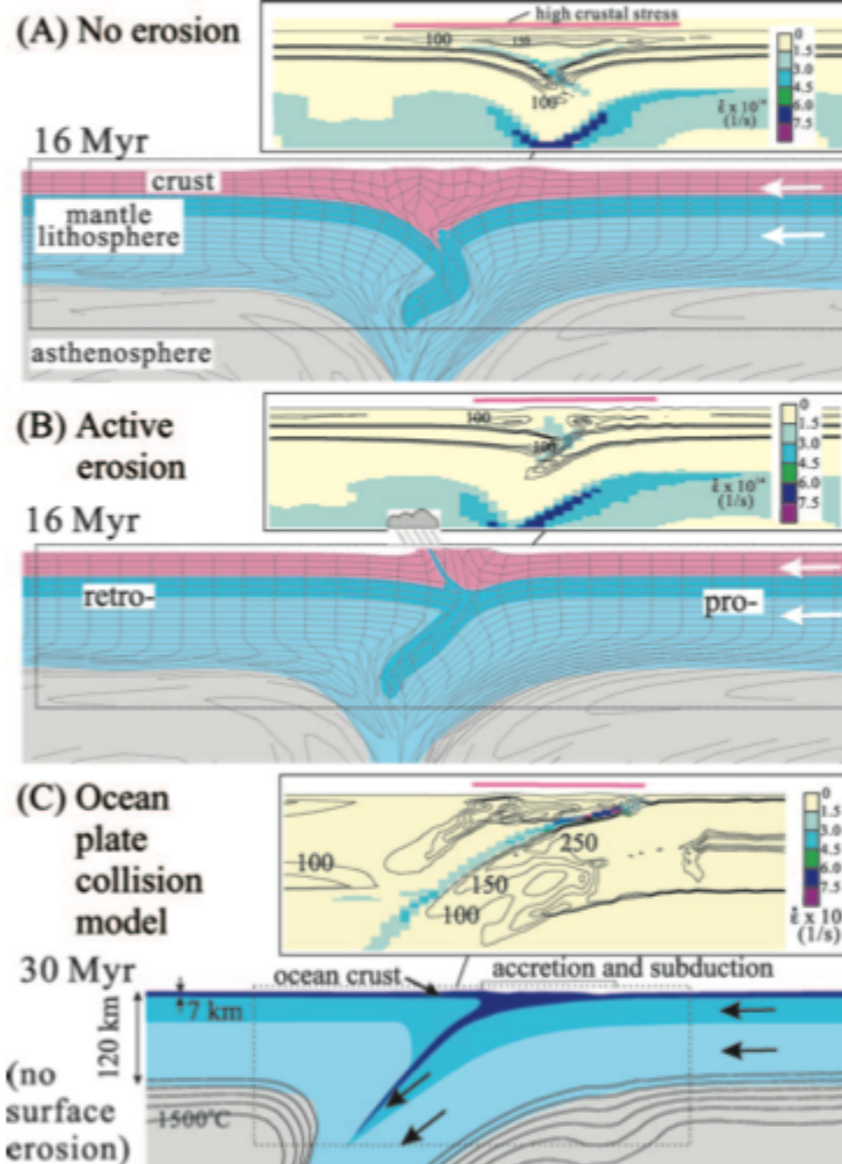 (A) No erosion
high crustal stress
100
150
100
0
1.5
3.0
4.5
6.0
7.5
(1/s)
16 Myr
crust
mantle
lithosphere
asthenosphere
(B) Active
erosion
100
100
0
1.5
3.0
4.5
6.0
7.5
(1/s)
16 Myr
retro-
pro-
(C) Ocean
plate
collision
model
100
250
150
100
0
1.5
3.0
4.5
6.0
7.5
ε̇ x 10
(1/s)
30 Myr
ocean crust
accretion and subduction
7 km
120 km
(no
surface
erosion)
1500°C